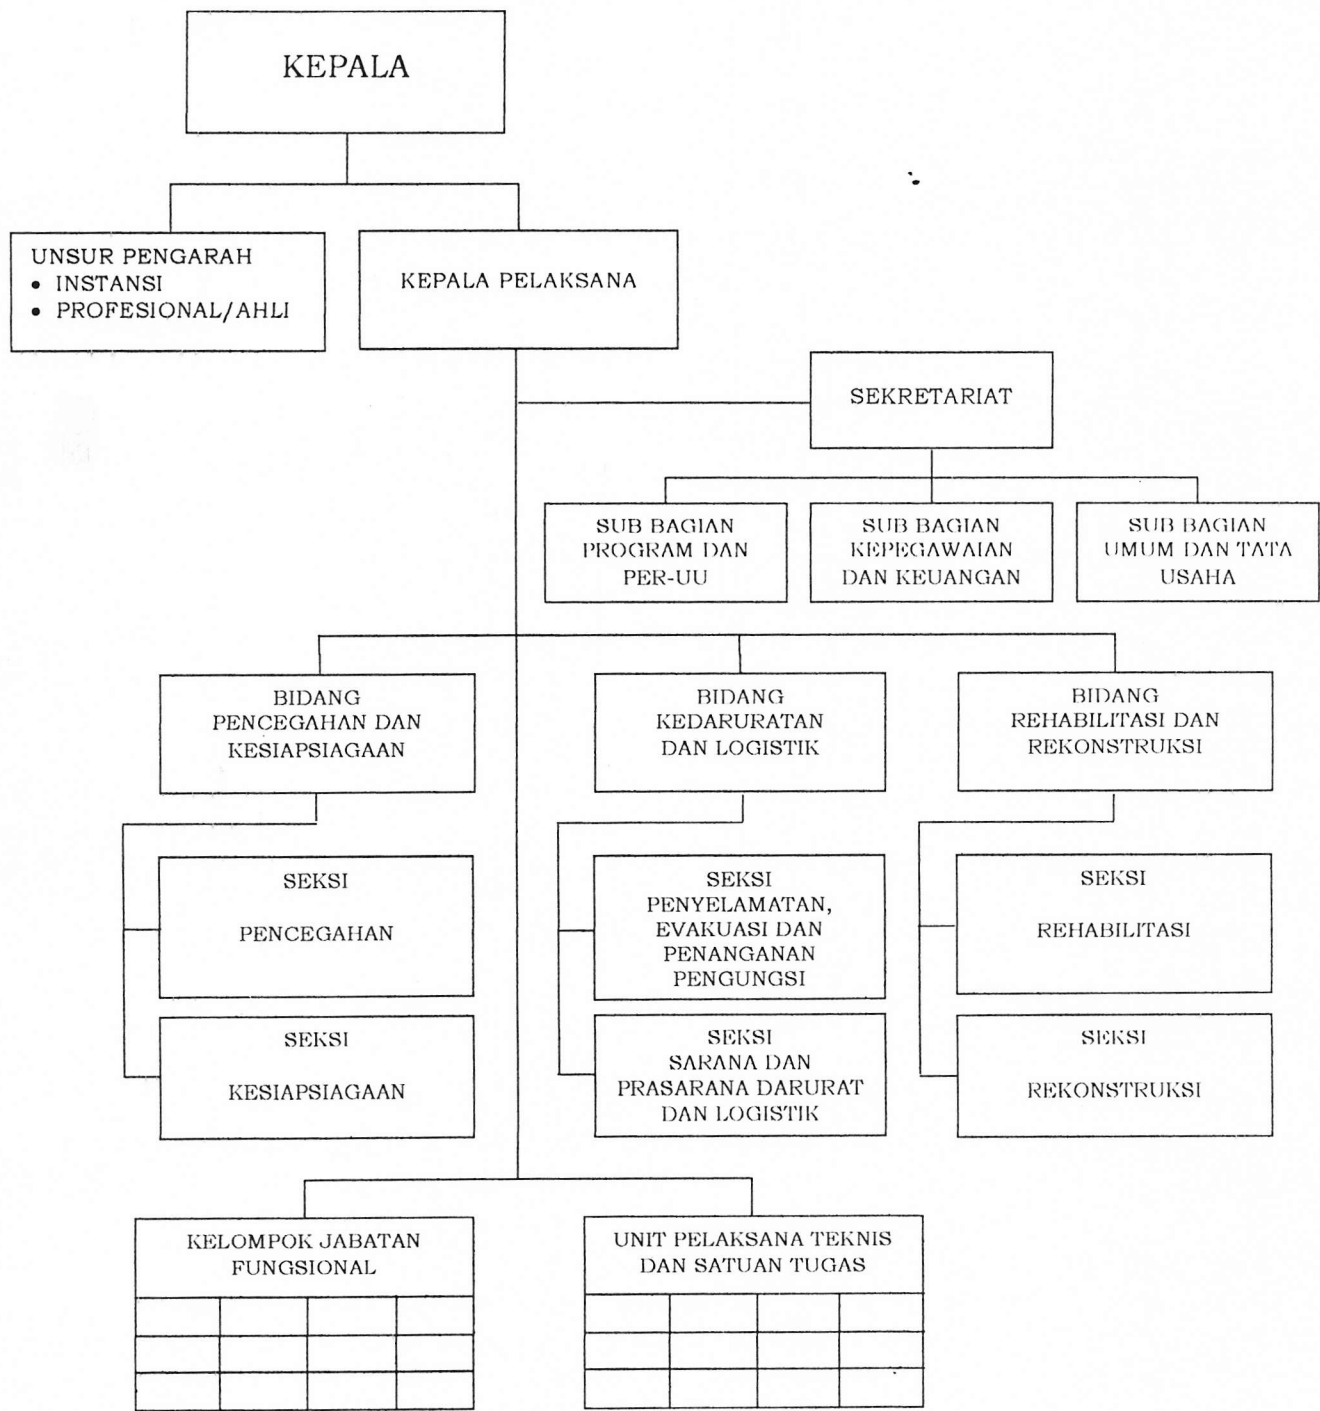 KEPALA
UNSUR PENGARAH
• INSTANSI
• PROFESIONAL/AHLI
KEPALA PELAKSANA
SEKRETARIAT
SUB BAGIAN
PROGRAM DAN
PER-UU
SUB BAGIAN
KEPEGAWAIAN
DAN KEUANGAN
SUB BAGIAN
UMUM DAN TATA
USAHA
BIDANG
PENCEGAHAN DAN
KESIAPSIAGAAN
BIDANG
KEDARURATAN
DAN LOGISTIK
BIDANG
REHABILITASI DAN
REKONSTRUKSI
SEKSI
PENCEGAHAN
SEKSI
PENYELAMATAN,
EVAKUASI DAN
PENANGANAN
PENGUNGSI
SEKSI
REHABILITASI
SEKSI
KESIAPSIAGAAN
SEKSI
SARANA DAN
PRASARANA DARURAT
DAN LOGISTIK
SEKSI
REKONSTRUKSI
KELOMPOK JABATAN
FUNGSIONAL
UNIT PELAKSANA TEKNIS
DAN SATUAN TUGAS